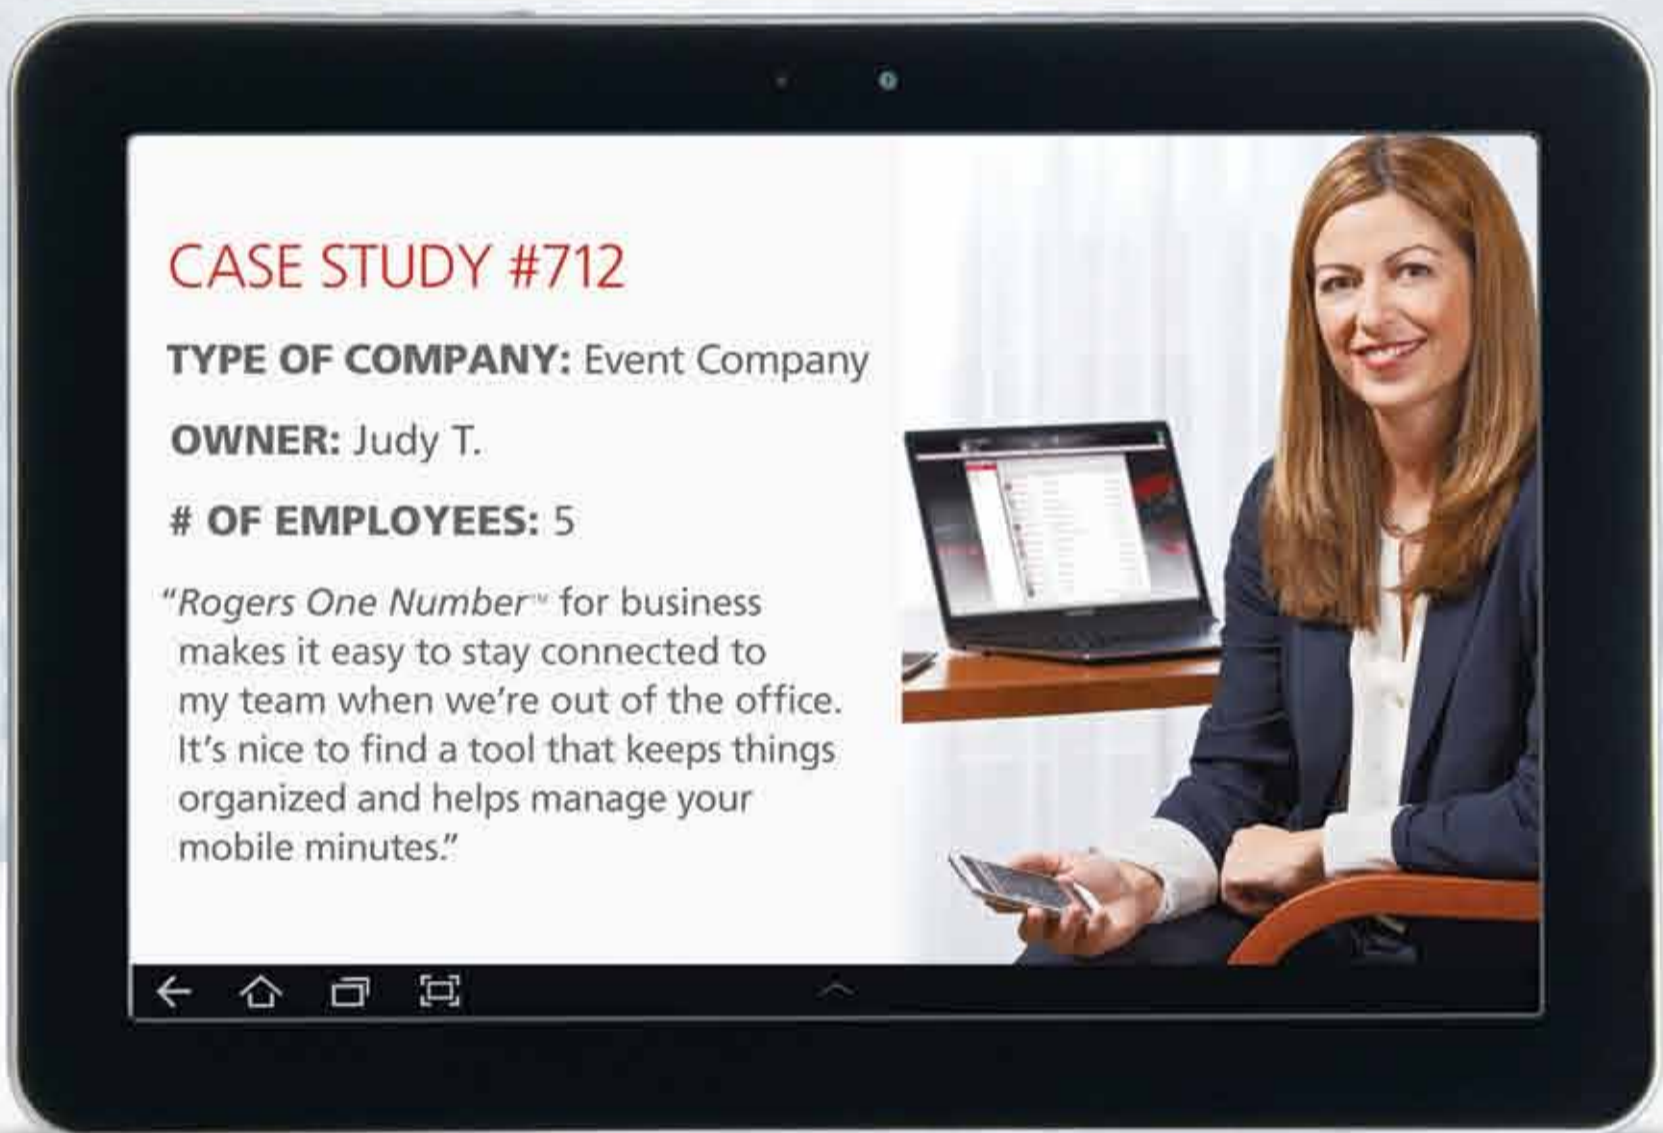 CASE STUDY #712
TYPE OF COMPANY: Event Company
OWNER: Judy T.
# OF EMPLOYEES: 5
“Rogers One Number™ for business
makes it easy to stay connected to
my team when we’re out of the office.
It’s nice to find a tool that keeps things
organized and helps manage your
mobile minutes.”